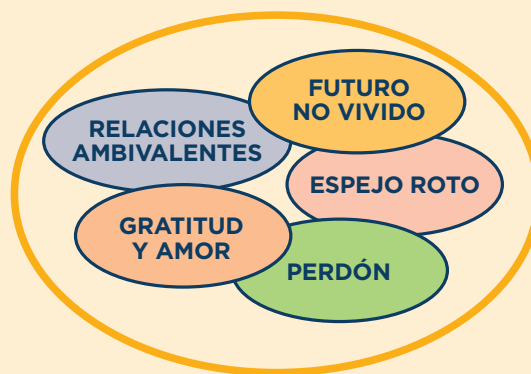 FUTURO
NO VIVIDO
RELACIONES
AMBIVALENTES
ESPEJO ROTO
GRATITUD
Y AMOR
PERDÓN